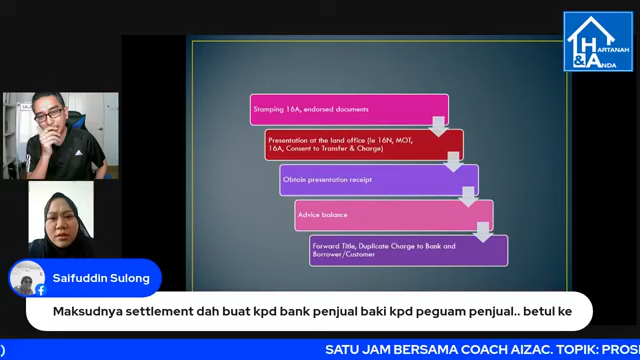 HARTANAH
& ANDA
Stamping 16A, endorsed documents
Presentation at the land office (ie 16N, MOT,
16A, Consent to Transfer & Charge)
Obtain presentation receipt
Advice balance
Forward Title, Duplicate Charge to Bank and
Borrower/Customer
Saifuddin Sulong
Maksudnya settlement dah buat kpd bank penjual baki kpd peguam penjual.. betul ke
) SATU JAM BERSAMA COACH AIZAC. TOPIK: PROS